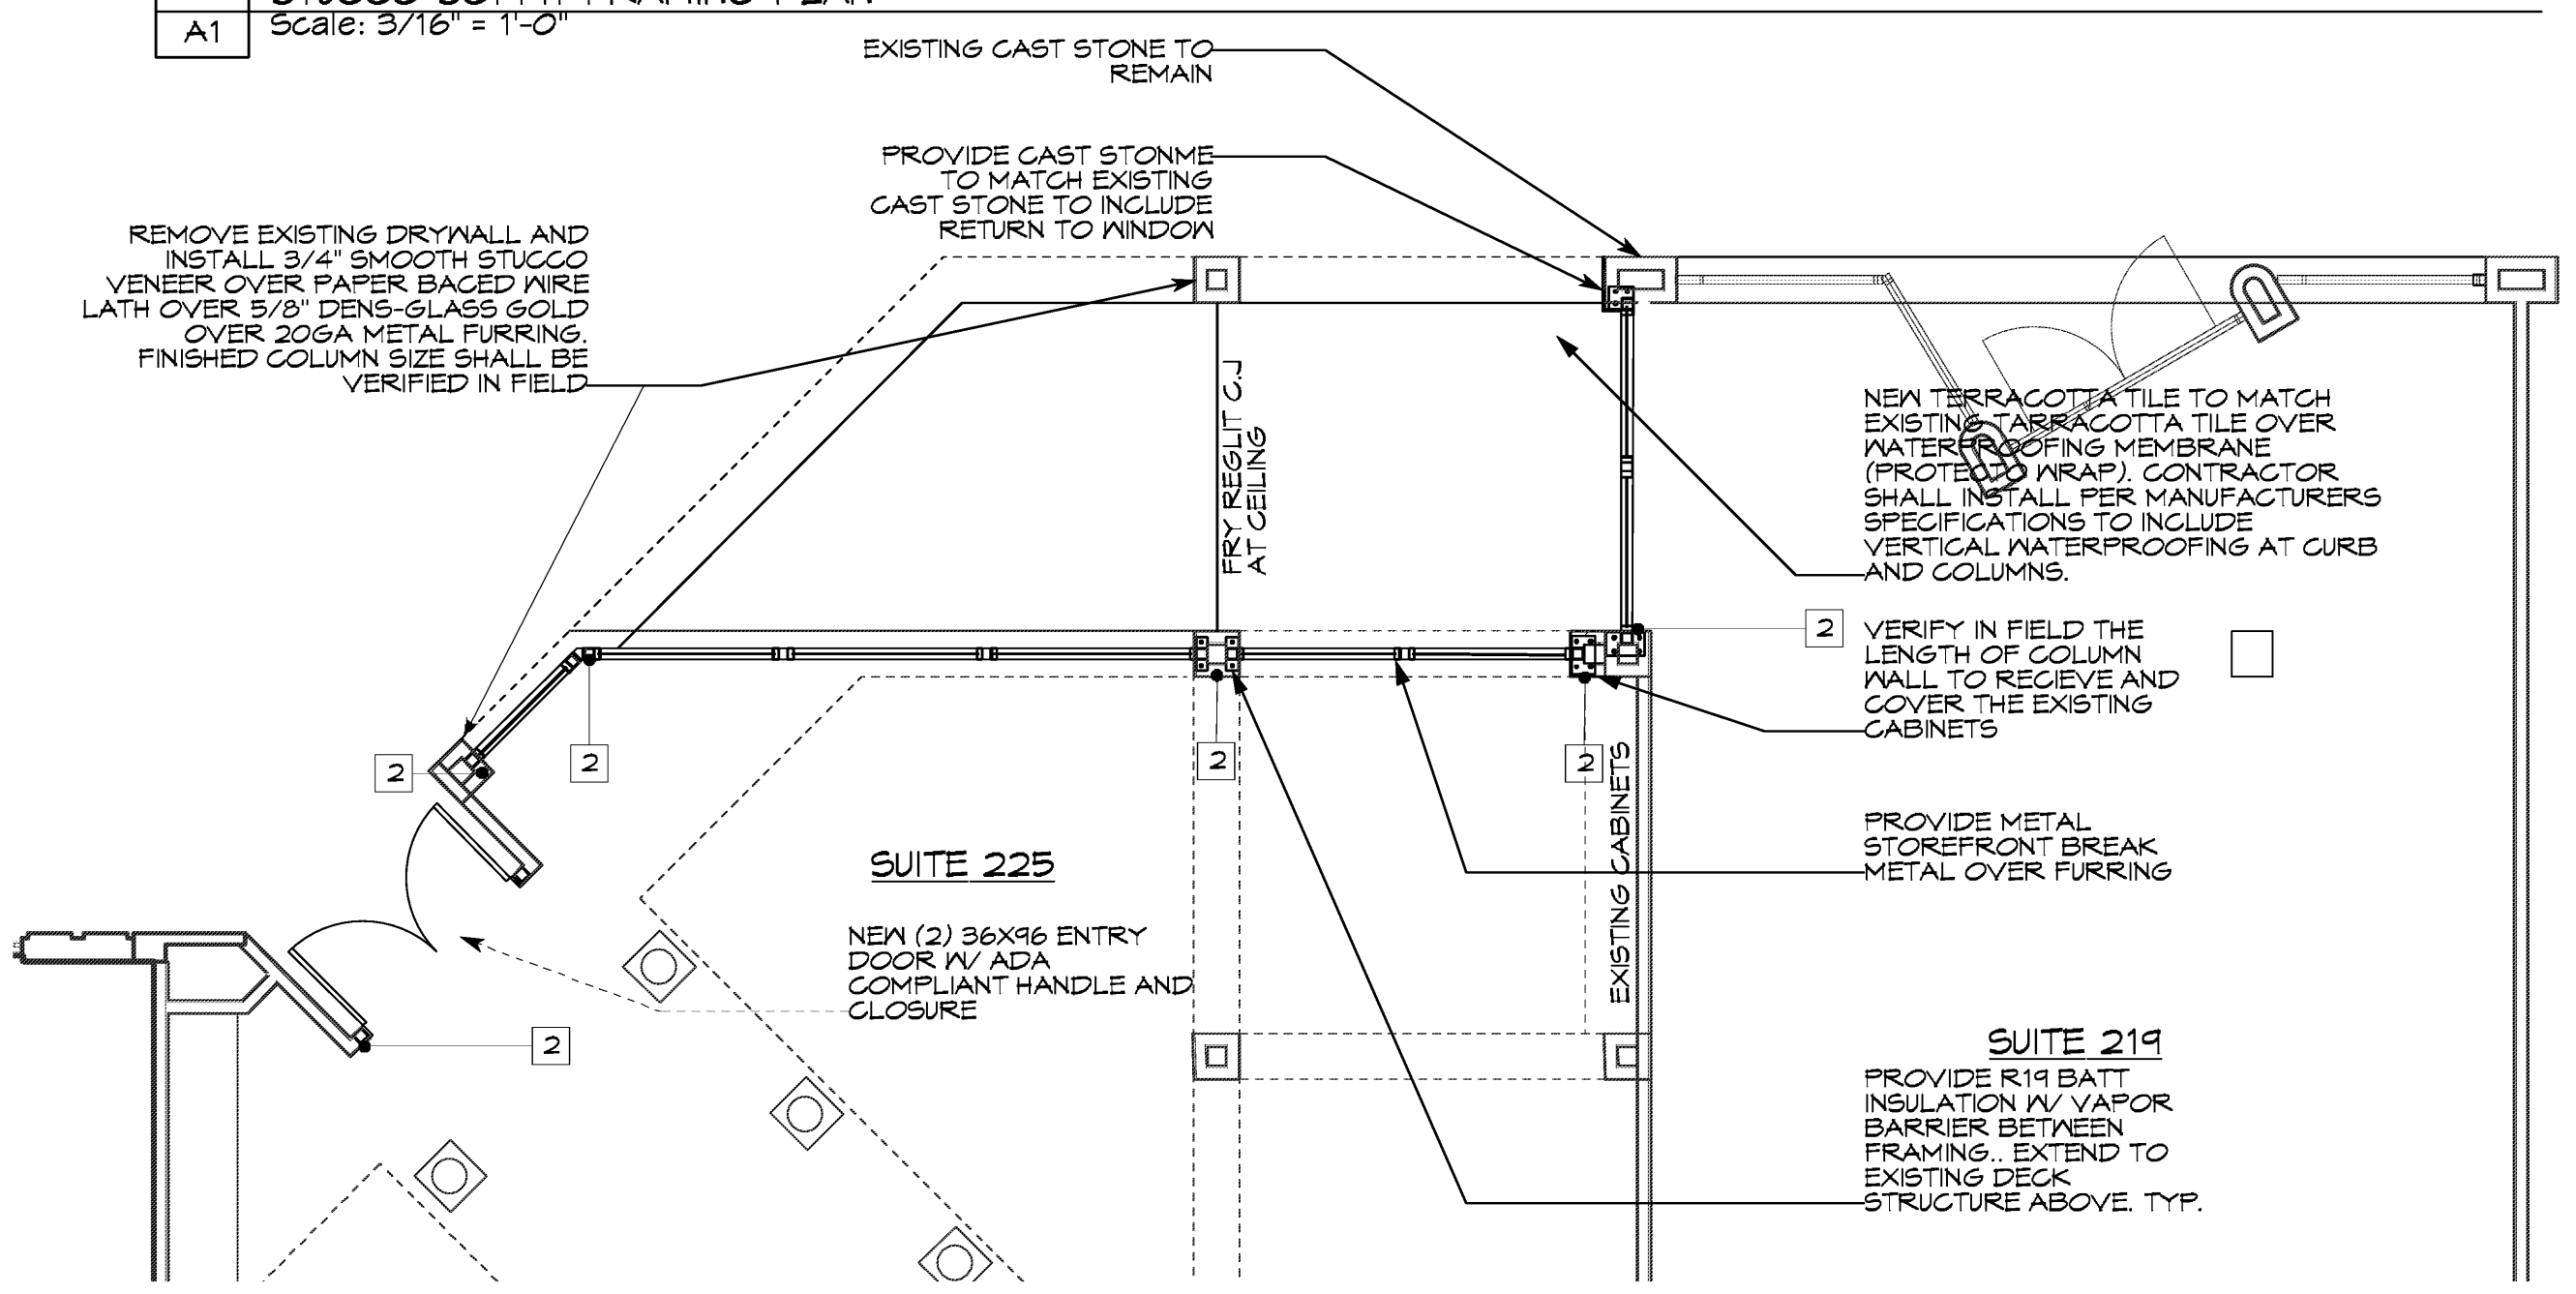 A1
Scale: 3/16" = 1'-0"
EXISTING CAST STONE TO
REMAIN
PROVIDE CAST STONME
TO MATCH EXISTING
CAST STONE TO INCLUDE
RETURN TO WINDOW
REMOVE EXISTING DRYWALL AND
INSTALL 3/4" SMOOTH STUCCO
VENEER OVER PAPER BACED WIRE
LATH OVER 5/8" DENS-GLASS GOLD
OVER 20GA METAL FURRING.
FINISHED COLUMN SIZE SHALL BE
VERIFIED IN FIELD
FRY REGLIT C.J
AT CEILING
NEW TERRACOTTA TILE TO MATCH
EXISTING TARRACOTTA TILE OVER
WATERPROOFING MEMBRANE
(PROTECTO WRAP). CONTRACTOR
SHALL INSTALL PER MANUFACTURERS
SPECIFICATIONS TO INCLUDE
VERTICAL WATERPROOFING AT CURB
AND COLUMNS.
2
VERIFY IN FIELD THE
LENGTH OF COLUMN
WALL TO RECIEVE AND
COVER THE EXISTING
CABINETS
2
2
2
2
EXISTING CABINETS
PROVIDE METAL
STOREFRONT BREAK
METAL OVER FURRING
SUITE 225
NEW (2) 36X96 ENTRY
DOOR W/ ADA
COMPLIANT HANDLE AND
CLOSURE
2
SUITE 219
PROVIDE R19 BATT
INSULATION W/ VAPOR
BARRIER BETWEEN
FRAMING.. EXTEND TO
EXISTING DECK
STRUCTURE ABOVE. TYP.